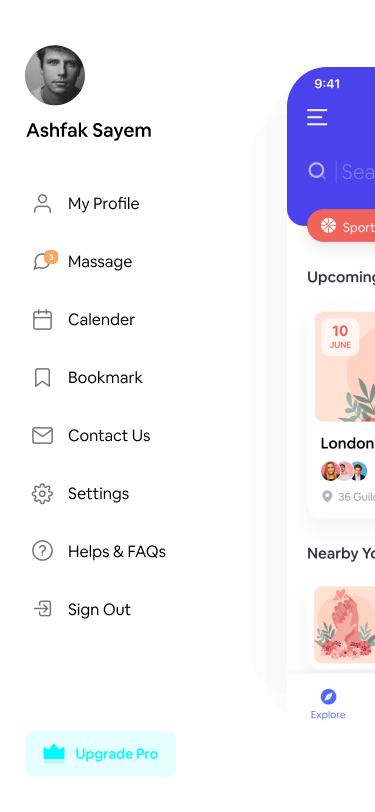 Ashfak Sayem
My Profile
3
Massage
Calender
Bookmark
Contact Us
Settings
Helps & FAQs
Sign Out
Upgrade Pro
9:41
Sea
Sport
Upcoming
10
JUNE
London
36 Guil
Nearby Yo
Explore